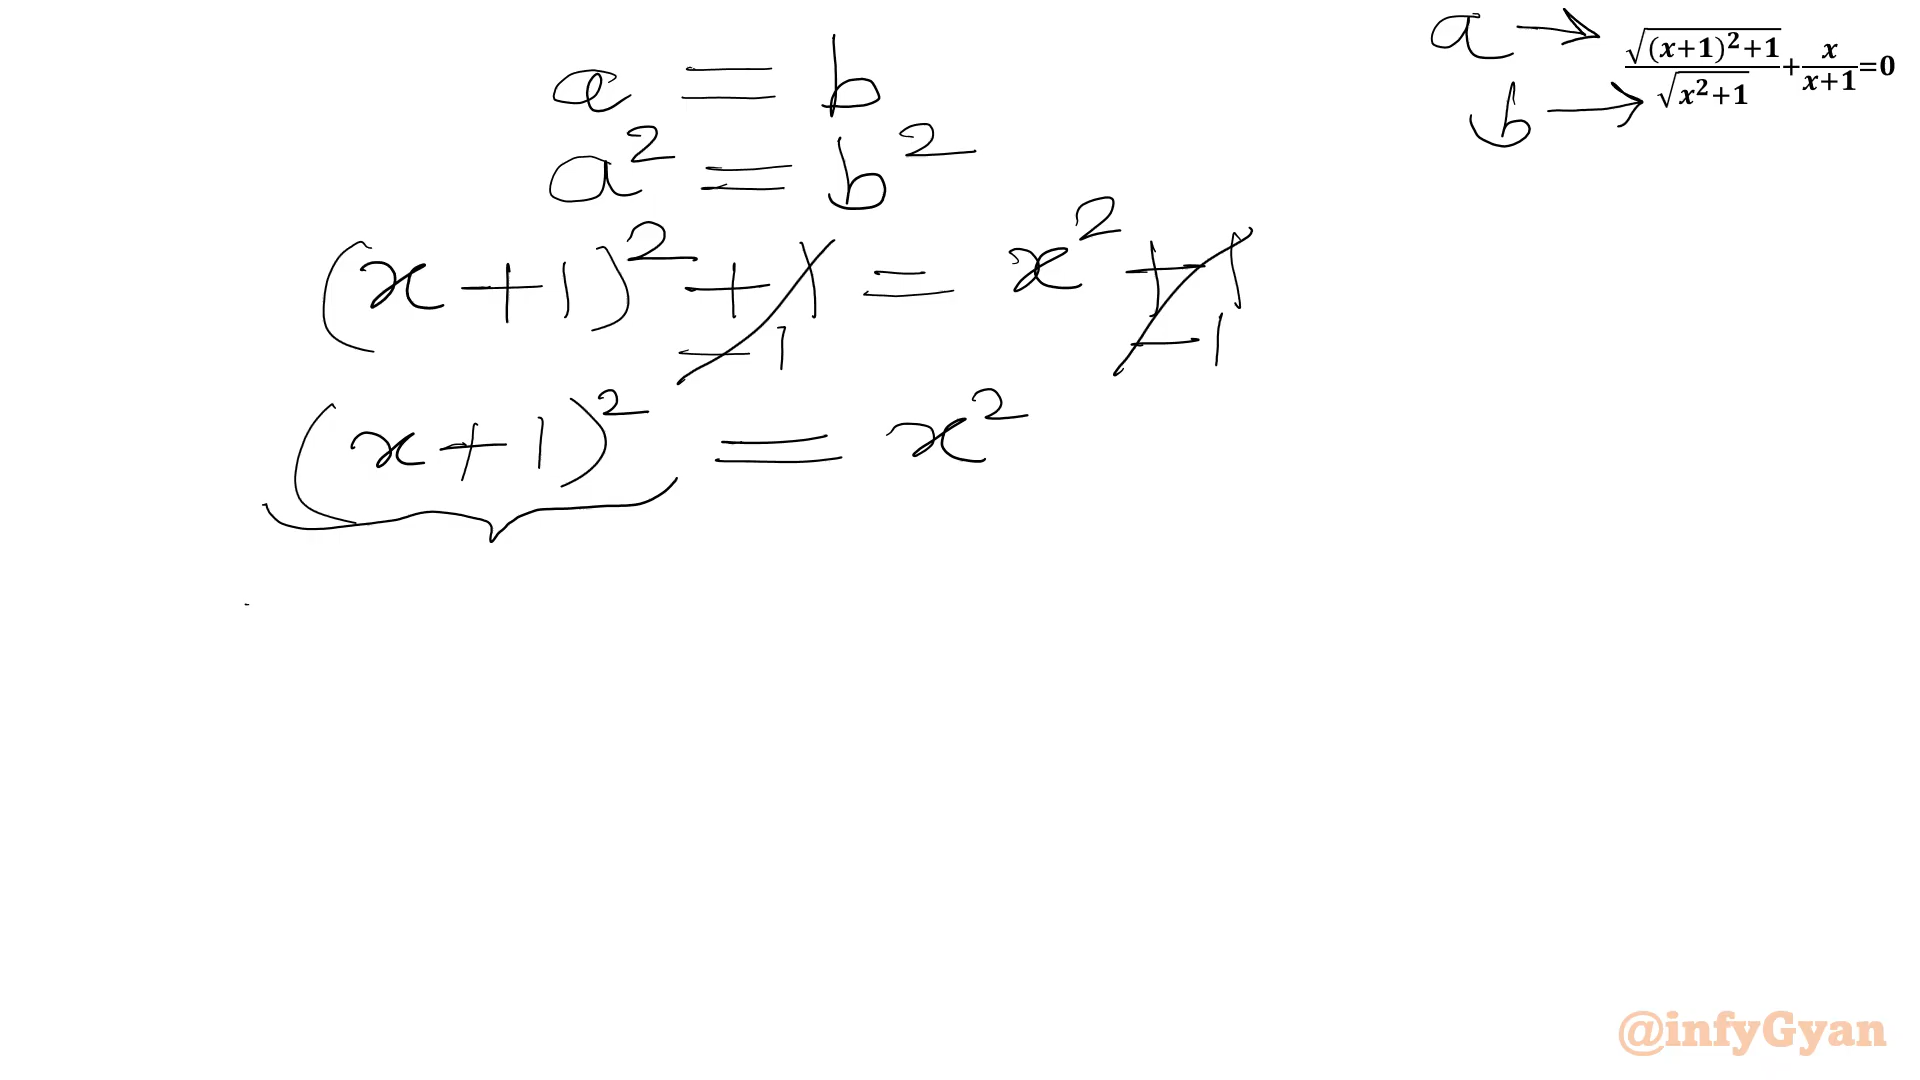 a = b
a² = b²
(x+1)² + 1 = x² + 1
−1 −1
(x+1)² = x²
a → √((x+1)²+1)/√(x²+1) + x/(x+1) = 0
b →
@infyGyan